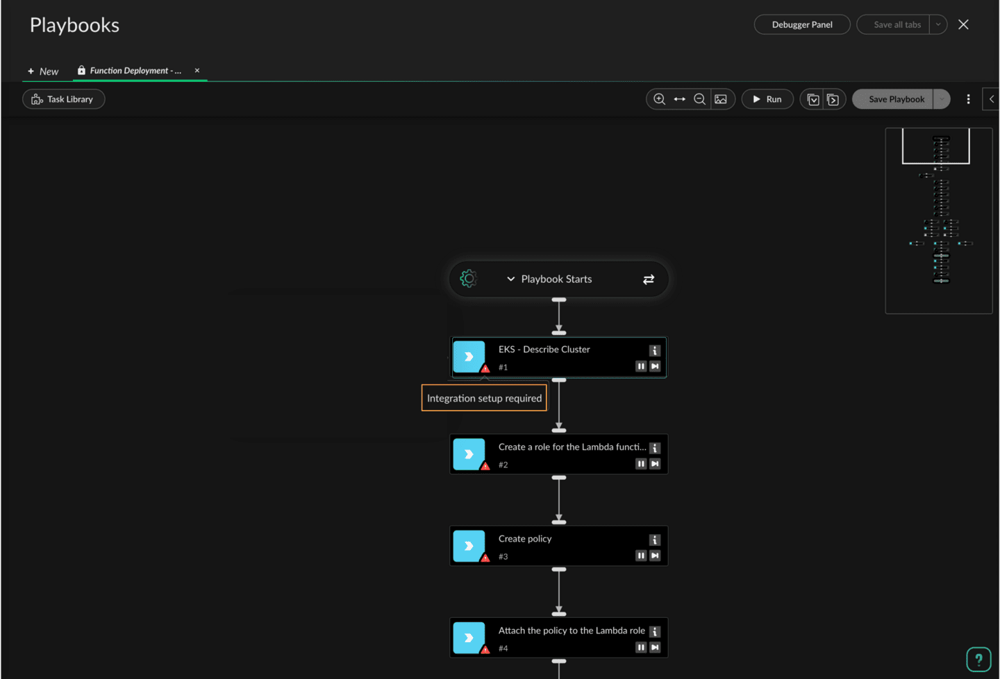 Playbooks
Debugger Panel
Save all tabs
+ New
Function Deployment - ...
Task Library
Run
Save Playbook
Playbook Starts
EKS - Describe Cluster
#1
Integration setup required
Create a role for the Lambda functi...
#2
Create policy
#3
Attach the policy to the Lambda role
#4
?